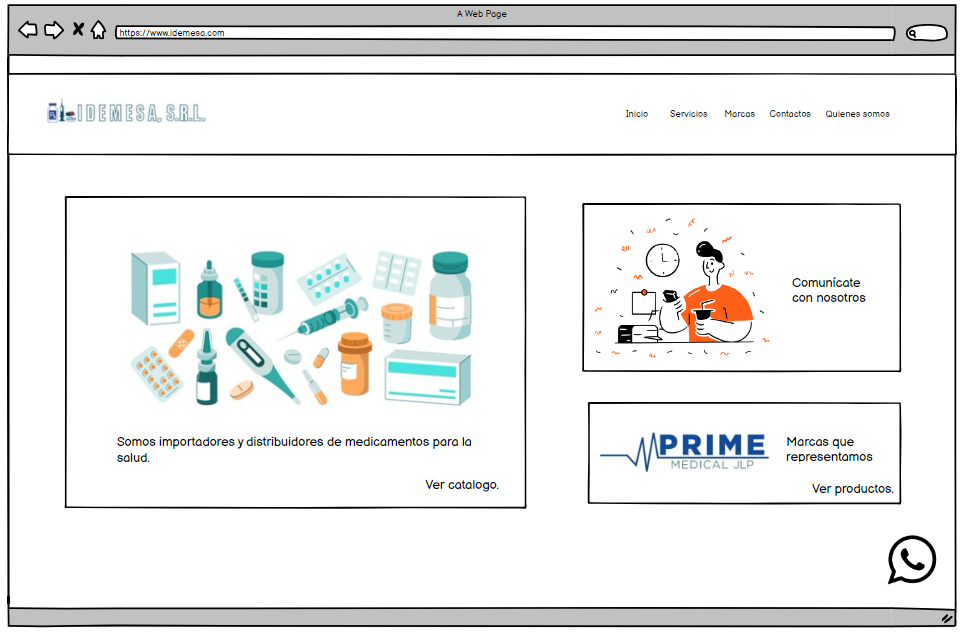 A Web Page
https://www.idemesa.com
IDEMESA, S.R.L.
Inicio Servicios Marcas Contactos Quienes somos
Somos importadores y distribuidores de medicamentos para la
salud.
Ver catalogo.
Comunícate
con nosotros
PRIME
MEDICAL JLP
Marcas que
representamos
Ver productos.